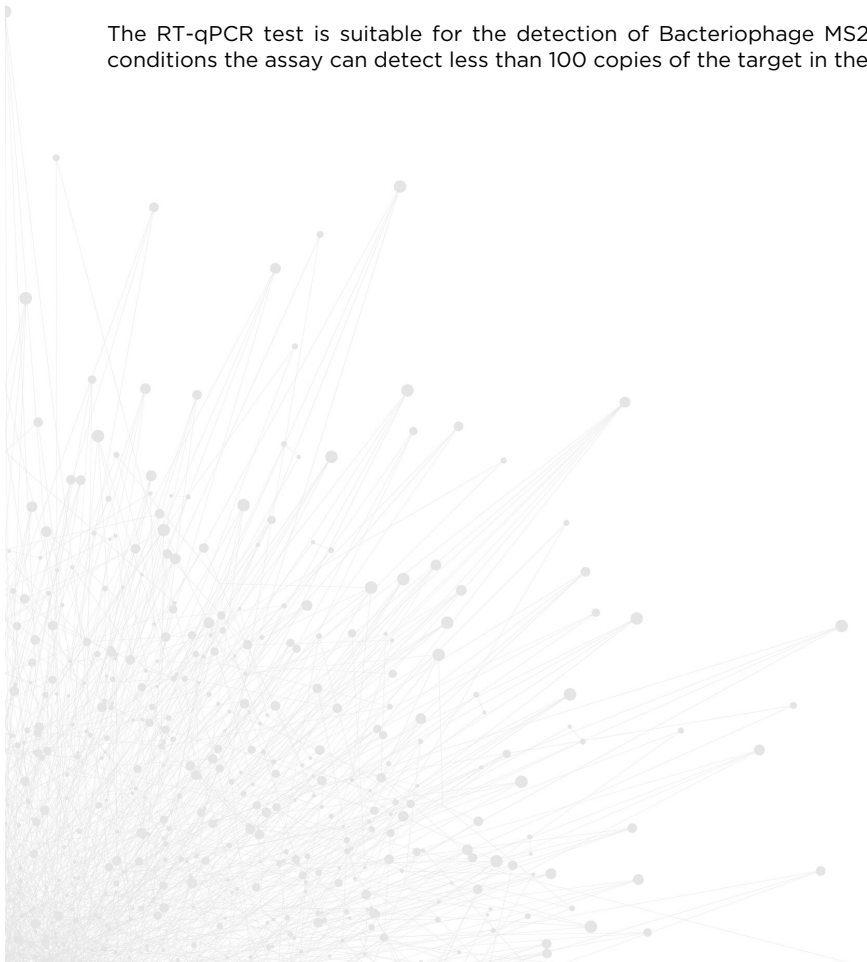 The RT-qPCR test is suitable for the detection of Bacteriophage MS2
conditions the assay can detect less than 100 copies of the target in the